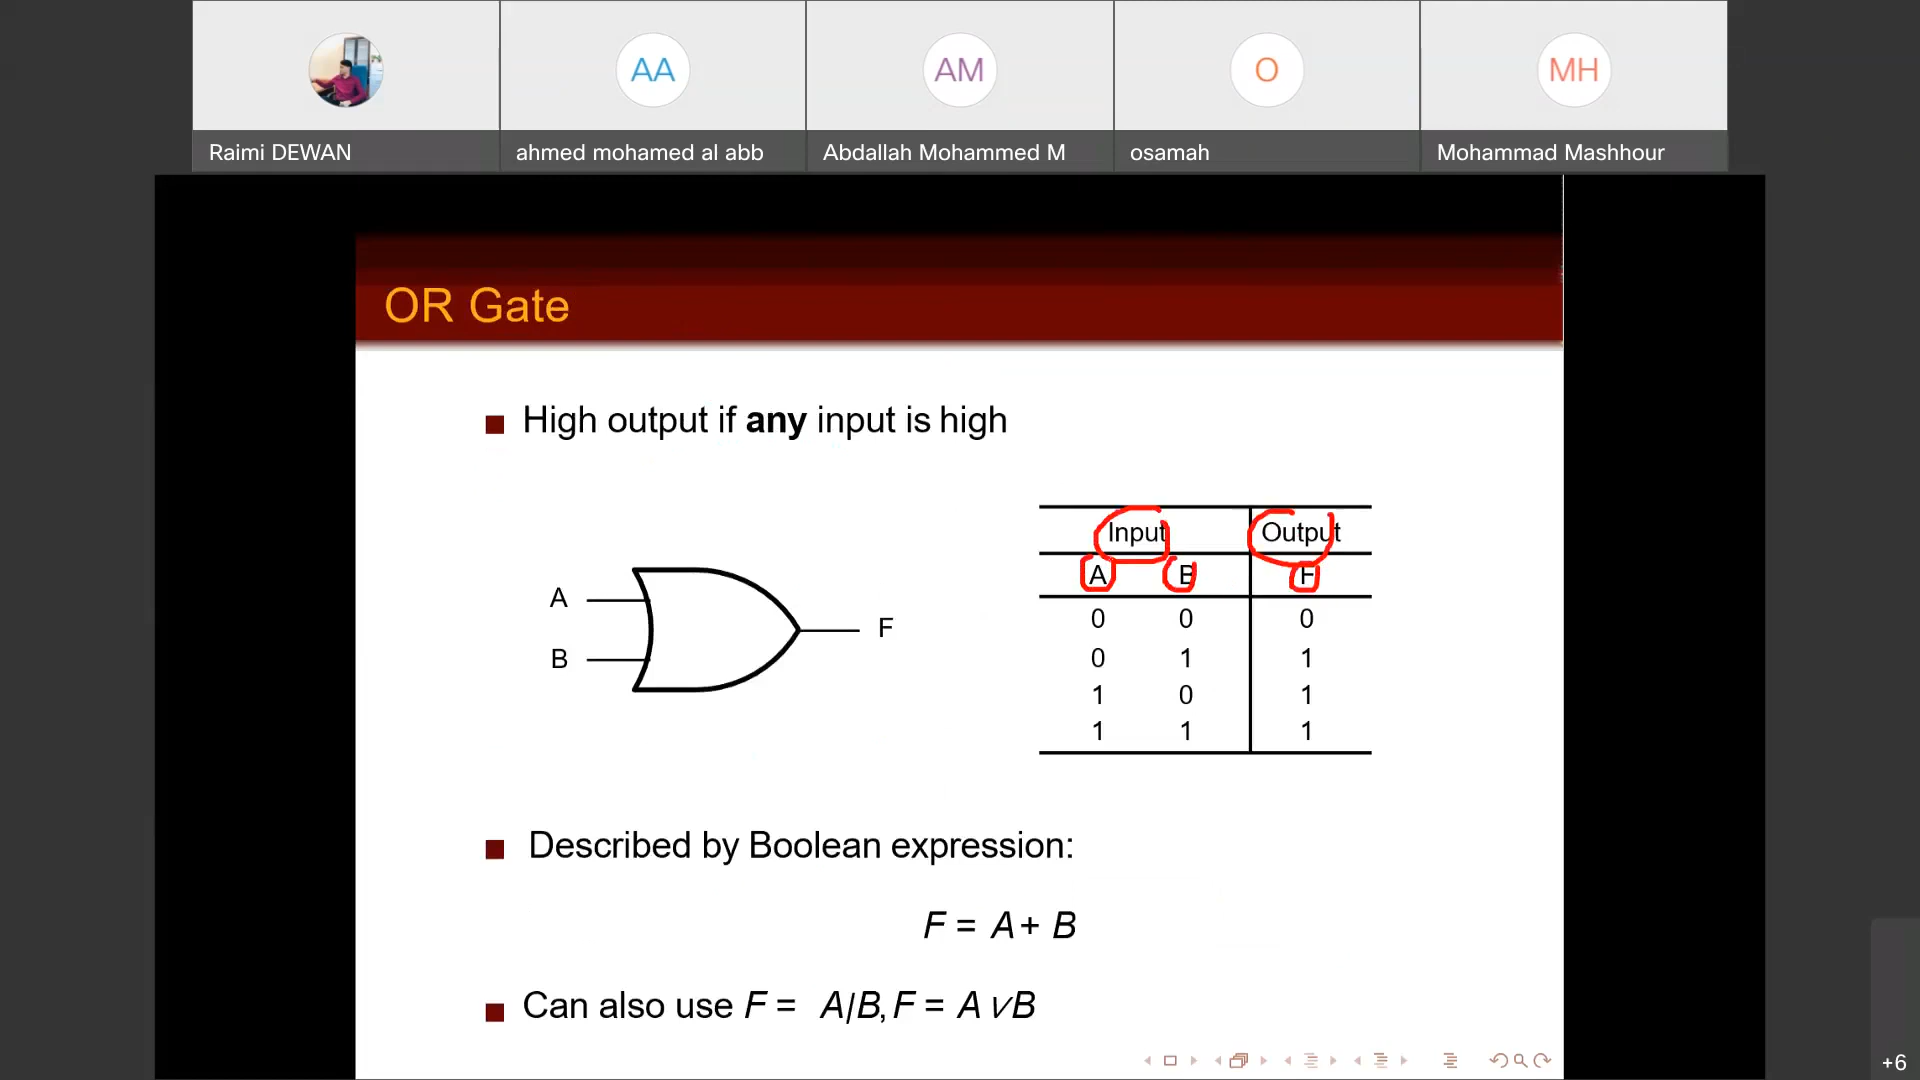 AA
AM
O
MH
Raimi DEWAN
ahmed mohamed al abb
Abdallah Mohammed M
osamah
Mohammad Mashhour
OR Gate
High output if any input is high
Input Output
A B F
0 0 0
0 1 1
1 0 1
1 1 1
A
B
F
Described by Boolean expression:
F = A + B
Can also use F = A|B, F = A ∨ B
+6